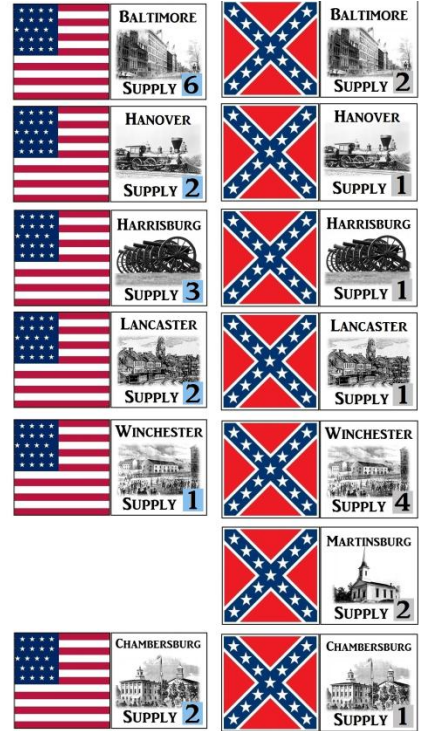 BALTIMORE
SUPPLY 6
BALTIMORE
SUPPLY 2
HANOVER
SUPPLY 2
HANOVER
SUPPLY 1
HARRISBURG
SUPPLY 3
HARRISBURG
SUPPLY 1
LANCASTER
SUPPLY 2
LANCASTER
SUPPLY 1
WINCHESTER
SUPPLY 1
WINCHESTER
SUPPLY 4
MARTINSBURG
SUPPLY 2
CHAMBERSBURG
SUPPLY 2
CHAMBERSBURG
SUPPLY 1